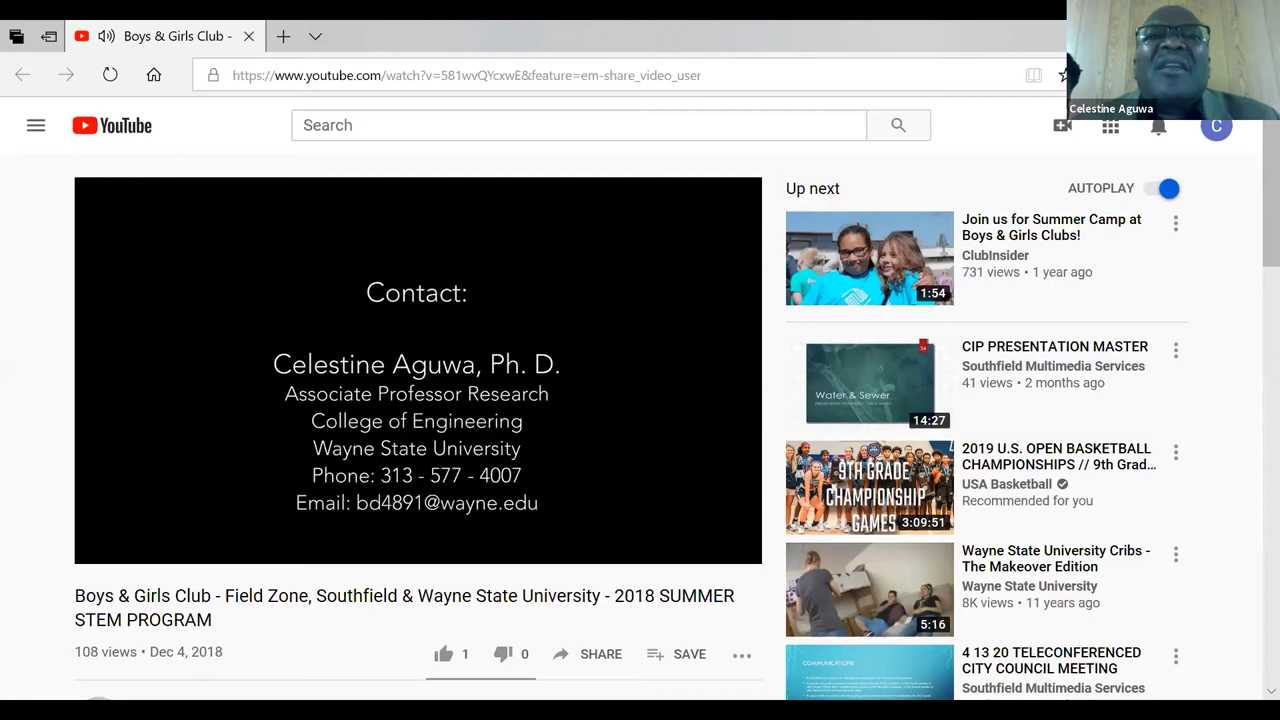 Boys & Girls Club -
https://www.youtube.com/watch?v=581wvQYcxwE&feature=em-share_video_user
Celestine Aguwa
YouTube
Search
C
Contact:
Celestine Aguwa, Ph. D.
Associate Professor Research
College of Engineering
Wayne State University
Phone: 313 - 577 - 4007
Email: bd4891@wayne.edu
Boys & Girls Club - Field Zone, Southfield & Wayne State University - 2018 SUMMER
STEM PROGRAM
108 views • Dec 4, 2018
1
0
SHARE
SAVE
Up next
AUTOPLAY
1:54
Join us for Summer Camp at
Boys & Girls Clubs!
ClubInsider
731 views • 1 year ago
Water & Sewer
14:27
CIP PRESENTATION MASTER
Southfield Multimedia Services
41 views • 2 months ago
9TH GRADE
CHAMPIONSHIP
GAMES
3:09:51
2019 U.S. OPEN BASKETBALL
CHAMPIONSHIPS // 9th Grad...
USA Basketball
Recommended for you
5:16
Wayne State University Cribs -
The Makeover Edition
Wayne State University
8K views • 11 years ago
COMMUNICATIONS
4 13 20 TELECONFERENCED
CITY COUNCIL MEETING
Southfield Multimedia Services